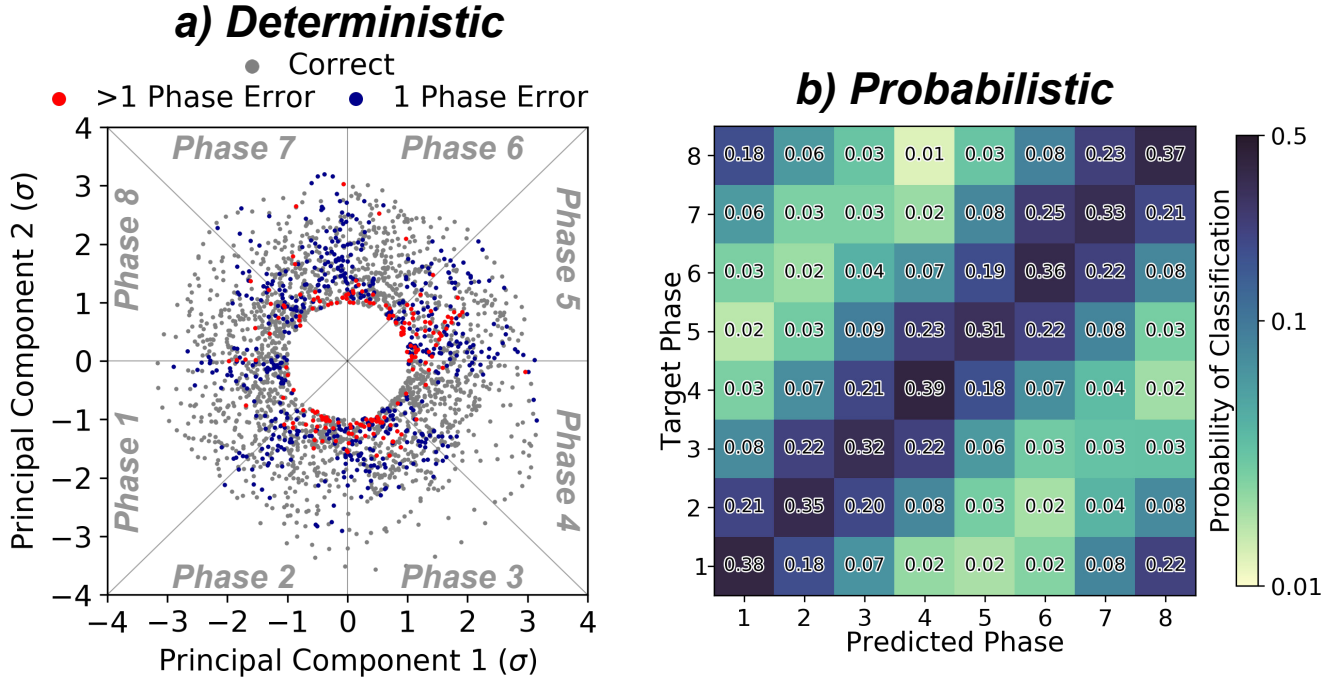 a) Deterministic
Correct
>1 Phase Error
1 Phase Error
Principal Component 2 (σ)
4
3
2
1
0
−1
−2
−3
−4
−4
−3
−2
−1
0
1
2
3
4
Principal Component 1 (σ)
Phase 7
Phase 6
Phase 8
Phase 5
Phase 1
Phase 4
Phase 2
Phase 3
b) Probabilistic
Target Phase
8 0.18 0.06 0.03 0.01 0.03 0.08 0.23 0.37
7 0.06 0.03 0.03 0.02 0.08 0.25 0.33 0.21
6 0.03 0.02 0.04 0.07 0.19 0.36 0.22 0.08
5 0.02 0.03 0.09 0.23 0.31 0.22 0.08 0.03
4 0.03 0.07 0.21 0.39 0.18 0.07 0.04 0.02
3 0.08 0.22 0.32 0.22 0.06 0.03 0.03 0.03
2 0.21 0.35 0.20 0.08 0.03 0.02 0.04 0.08
1 0.38 0.18 0.07 0.02 0.02 0.02 0.08 0.22
1 2 3 4 5 6 7 8
Predicted Phase
0.5
0.1
0.01
Probability of Classification